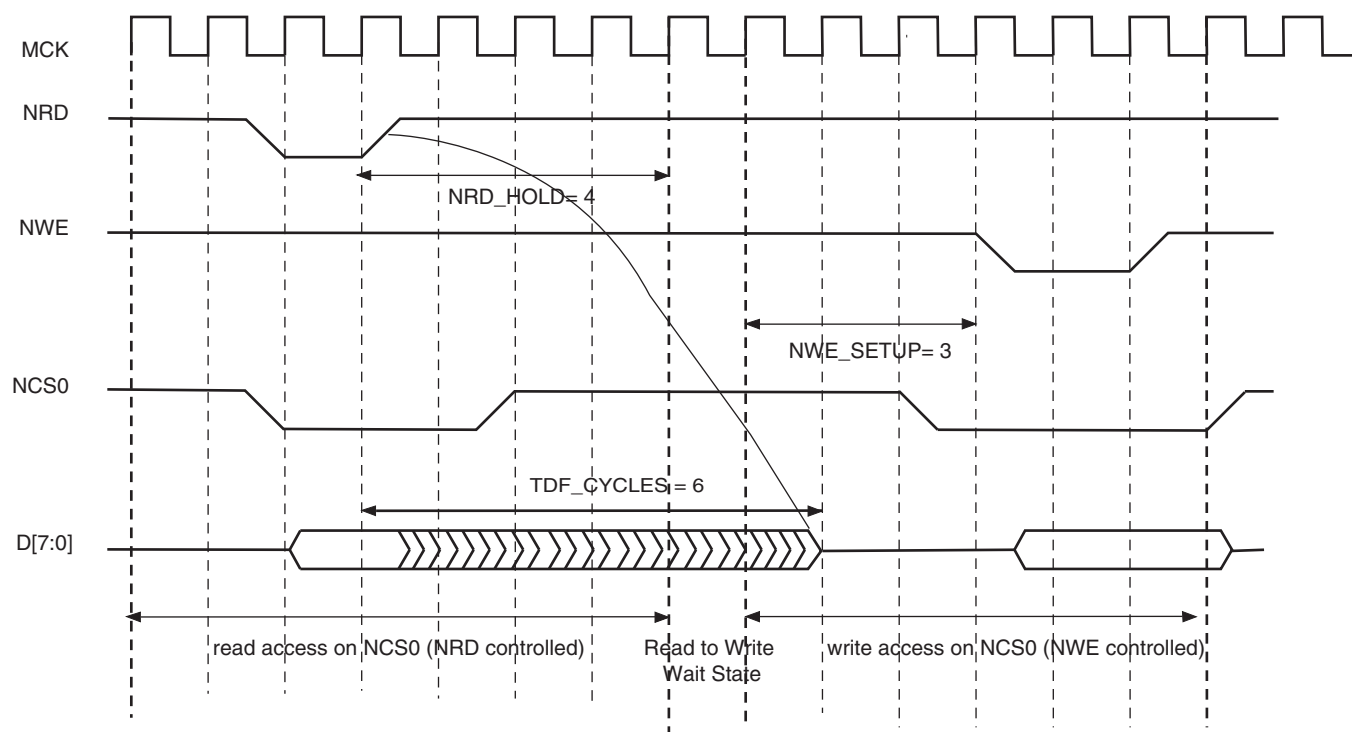 MCK
NRD
NRD_HOLD= 4
NWE
NWE_SETUP= 3
NCS0
TDF_CYCLES = 6
D[7:0]
read access on NCS0 (NRD controlled)
Read to Write
Wait State
write access on NCS0 (NWE controlled)